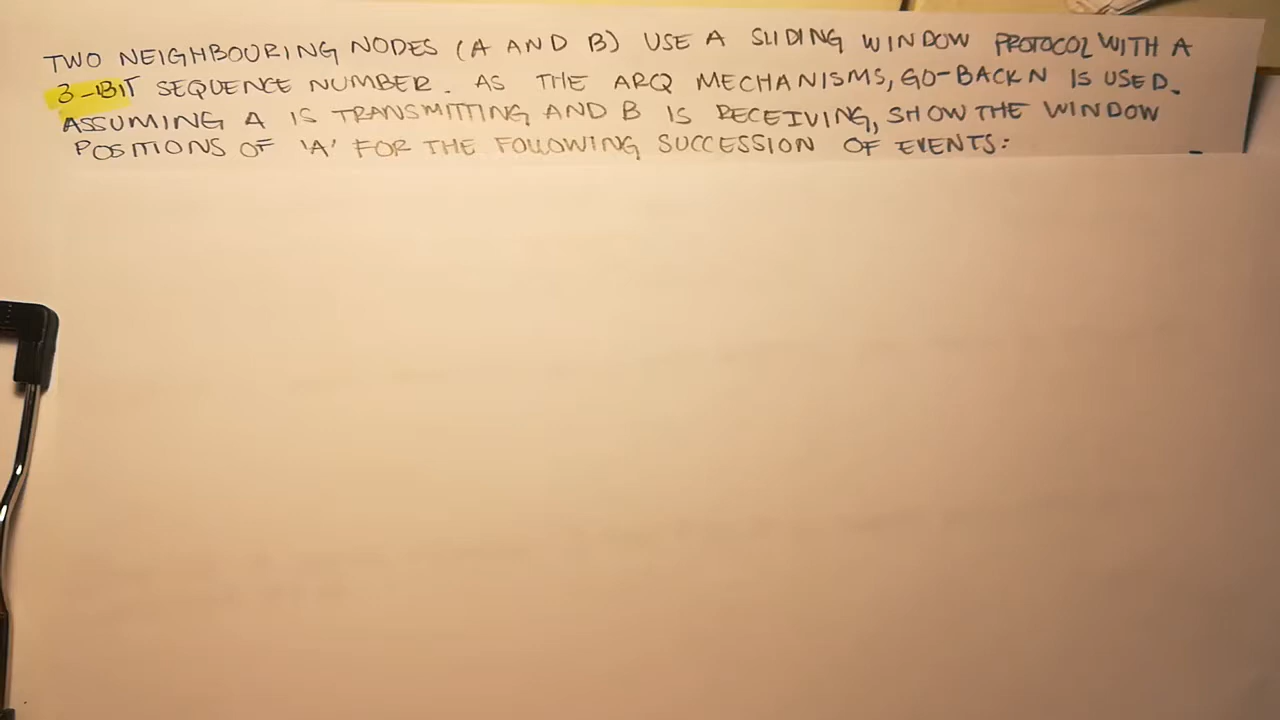 TWO NEIGHBOURING NODES (A AND B) USE A SLIDING WINDOW PROTOCOL WITH A
3-BIT SEQUENCE NUMBER. AS THE ARQ MECHANISMS, GO-BACK N IS USED.
ASSUMING A IS TRANSMITTING AND B IS RECEIVING, SHOW THE WINDOW
POSITIONS OF 'A' FOR THE FOLLOWING SUCCESSION OF EVENTS: